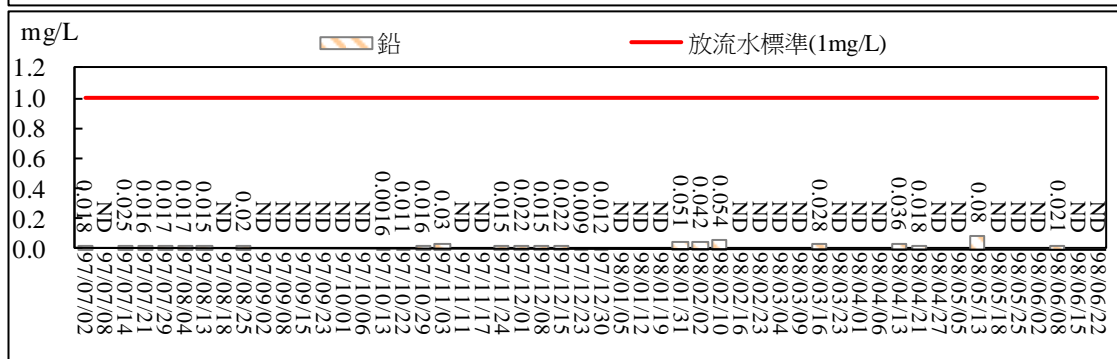 mg/L
鉛
放流水標準(1mg/L)
1.2
1.0
0.8
0.6
0.4
0.2
0.0
0.018
ND
0.025
0.016
0.017
0.017
0.015
ND
0.02
ND
ND
ND
ND
ND
ND
0.0016
0.011
0.016
0.03
ND
ND
0.015
0.022
0.015
0.022
0.009
0.012
ND
ND
ND
0.051
0.042
0.054
ND
ND
ND
ND
0.028
ND
ND
ND
0.036
0.018
ND
ND
0.08
ND
ND
ND
0.021
ND
ND
97/07/02
97/07/08
97/07/14
97/07/21
97/07/29
97/08/04
97/08/13
97/08/18
97/08/25
97/09/02
97/09/08
97/09/15
97/09/23
97/10/01
97/10/06
97/10/13
97/10/22
97/10/29
97/11/03
97/11/11
97/11/17
97/11/24
97/12/01
97/12/08
97/12/15
97/12/23
97/12/30
98/01/05
98/01/12
98/01/19
98/01/31
98/02/02
98/02/10
98/02/16
98/02/23
98/03/04
98/03/09
98/03/16
98/03/23
98/04/01
98/04/06
98/04/13
98/04/21
98/04/27
98/05/05
98/05/13
98/05/18
98/05/25
98/06/02
98/06/08
98/06/15
98/06/22